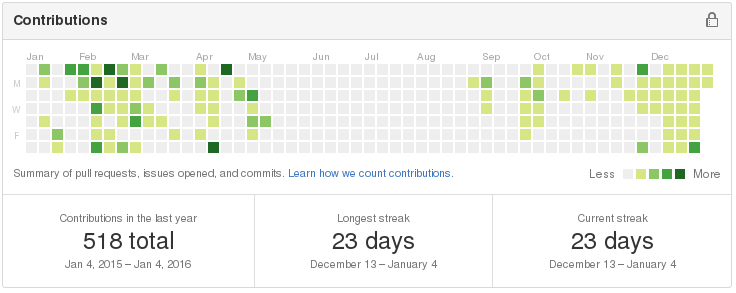 Contributions
Jan Feb Mar Apr May Jun Jul Aug Sep Oct Nov Dec
M
W
F
Summary of pull requests, issues opened, and commits. Learn how we count contributions.
Less More
Contributions in the last year
518 total
Jan 4, 2015 – Jan 4, 2016
Longest streak
23 days
December 13 – January 4
Current streak
23 days
December 13 – January 4